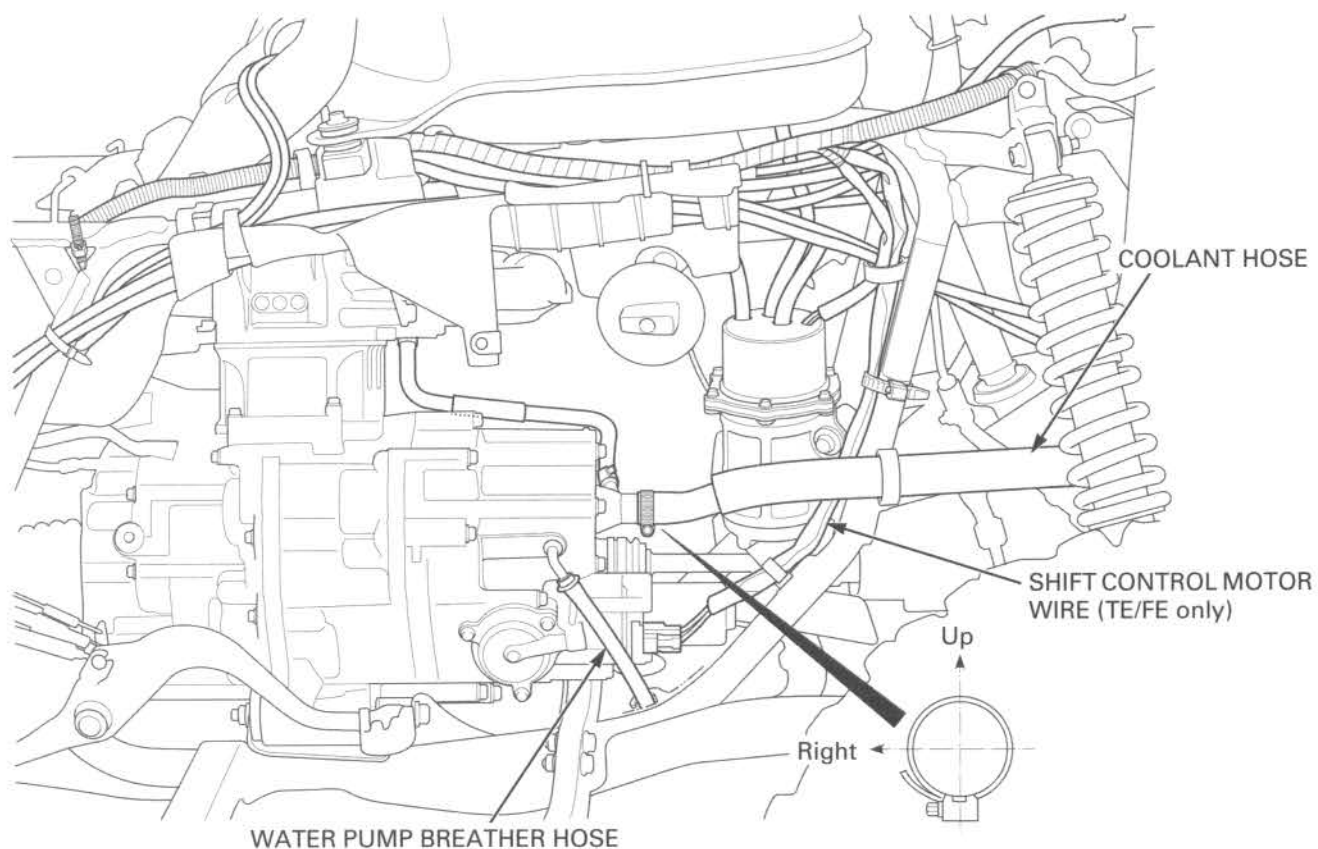 COOLANT HOSE
SHIFT CONTROL MOTOR
WIRE (TE/FE only)
Up
Right
WATER PUMP BREATHER HOSE